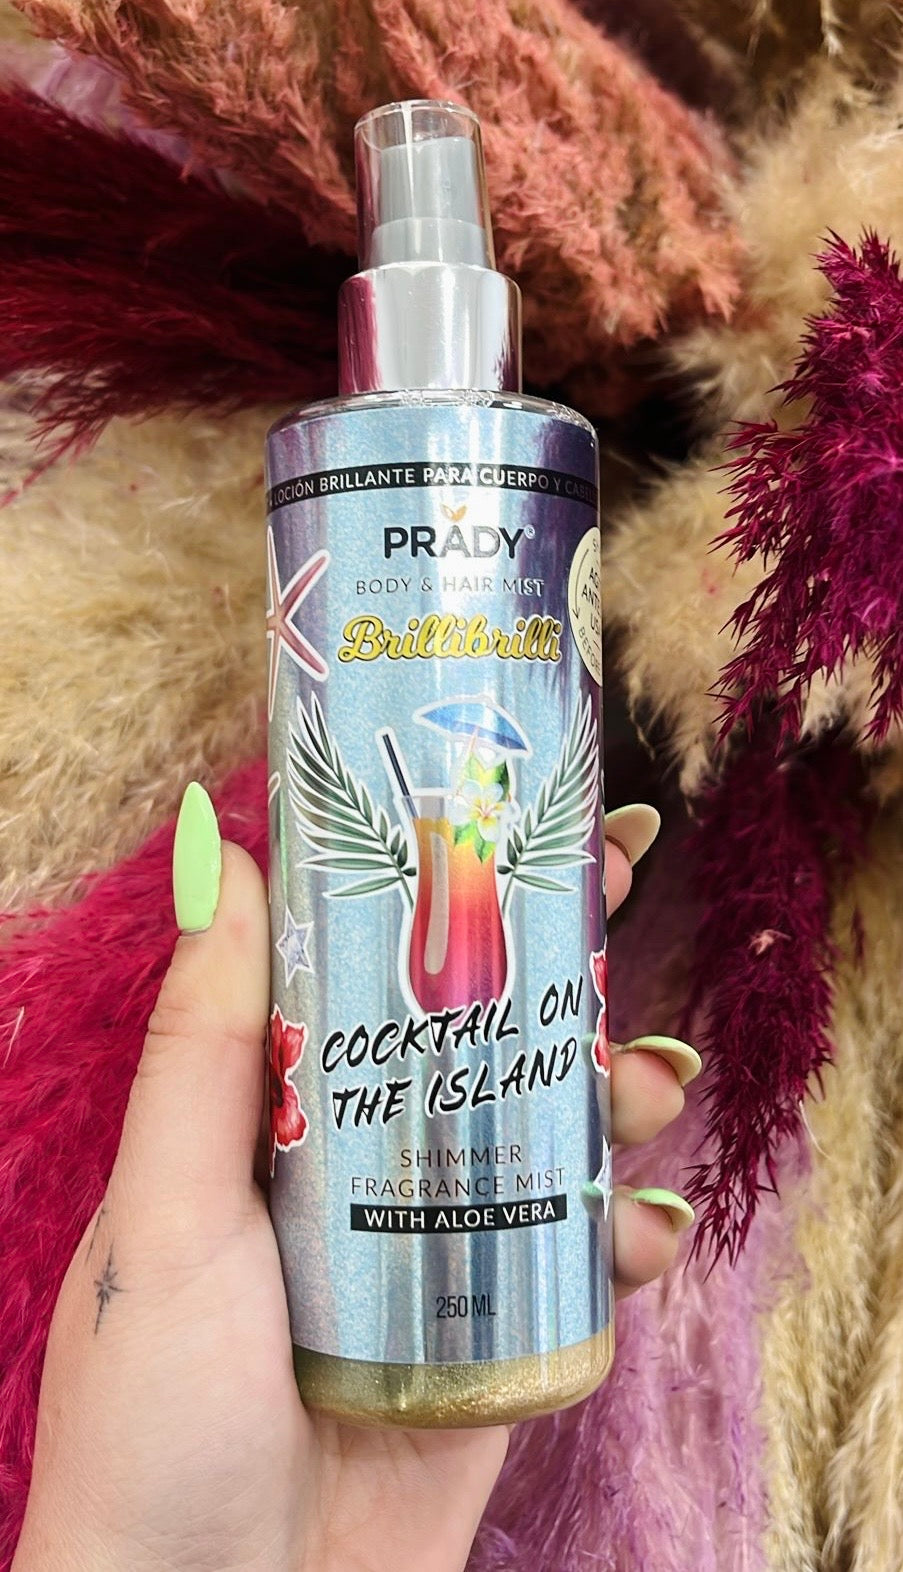 LOCIÓN BRILLANTE PARA CUERPO Y
PRADY
BODY & HAIR MIST
Brillibrilli
COCKTAIL ON
THE ISLAND
SHIMMER
FRAGRANCE MIST
WITH ALOE VERA
250 ML